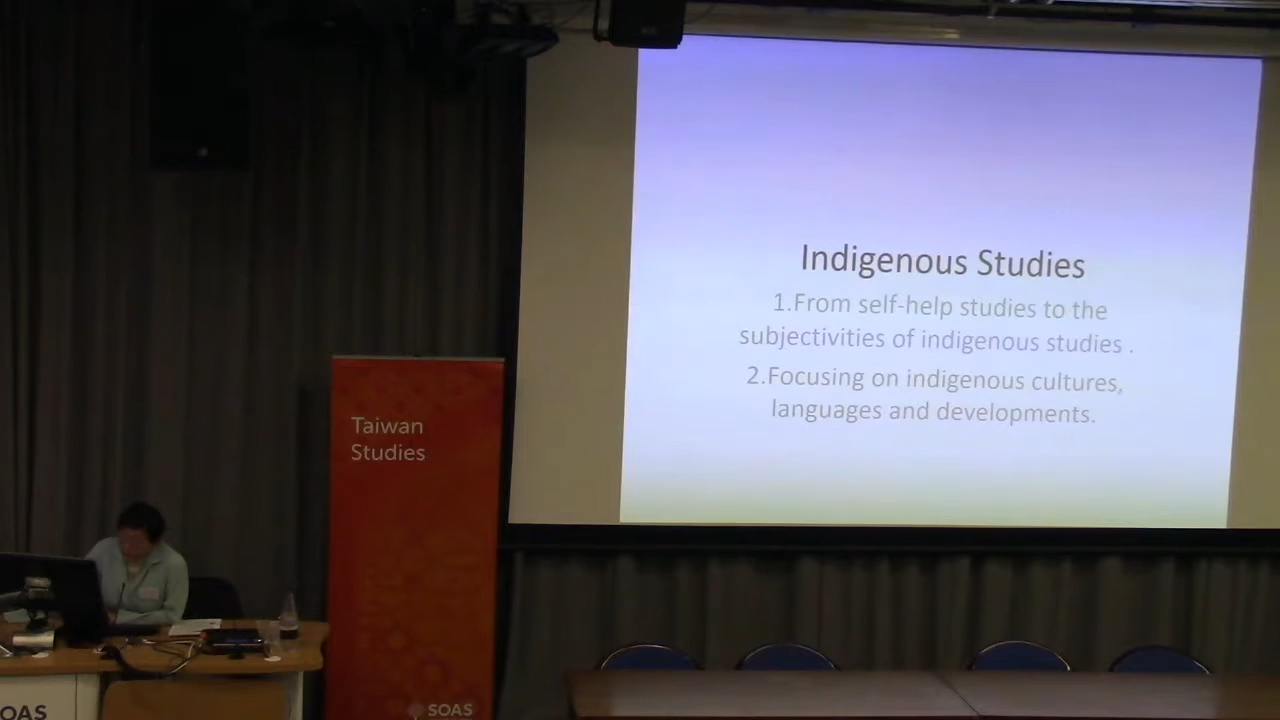 Indigenous Studies
1.From self-help studies to the
subjectivities of indigenous studies .
2.Focusing on indigenous cultures,
languages and developments.
Taiwan
Studies
SOAS
SOAS